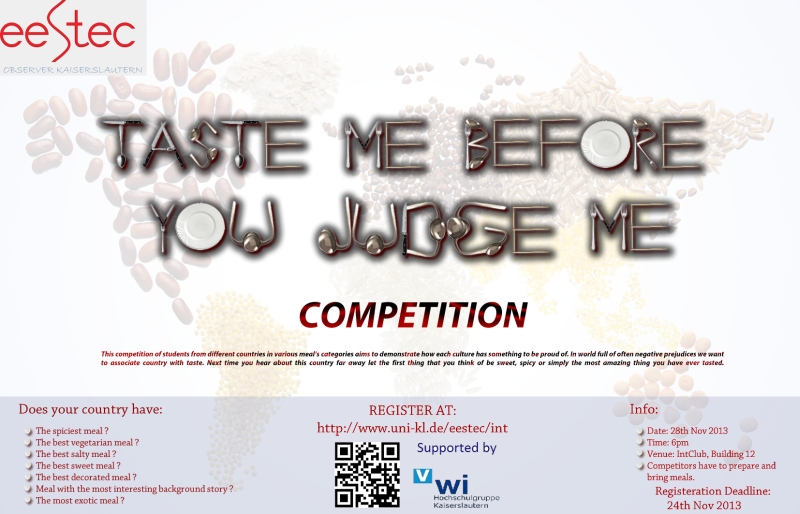 eeStec
OBSERVER KAISERSLAUTERN
TASTE ME BEFORE
YOU JUDGE ME
COMPETITION
This competition of students from different countries in various meal's categories aims to demonstrate how each culture has something to be proud of. In world full of often negative prejudices we want
to associate country with taste. Next time you hear about this country far away let the first thing that you think of be sweet, spicy or simply the most amazing thing you have ever tasted.
Does your country have:
The spiciest meal ?
The best vegetarian meal ?
The best salty meal ?
The best sweet meal ?
The best decorated meal ?
Meal with the most interesting background story ?
The most exotic meal ?
REGISTER AT:
http://www.uni-kl.de/eestec/int
Supported by
vwi
Hochschulgruppe
Kaiserslautern
Info:
Date: 28th Nov 2013
Time: 6pm
Venue: IntClub, Building 12
Competitors have to prepare and
bring meals.
Registeration Deadline:
24th Nov 2013